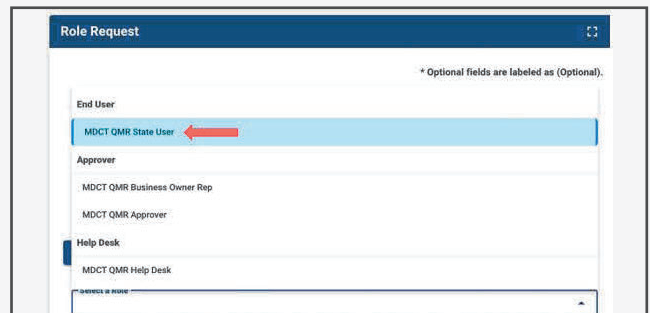 Role Request
* Optional fields are labeled as (Optional).
End User
MDCT QMR State User
Approver
MDCT QMR Business Owner Rep
MDCT QMR Approver
Help Desk
MDCT QMR Help Desk
Select a Role